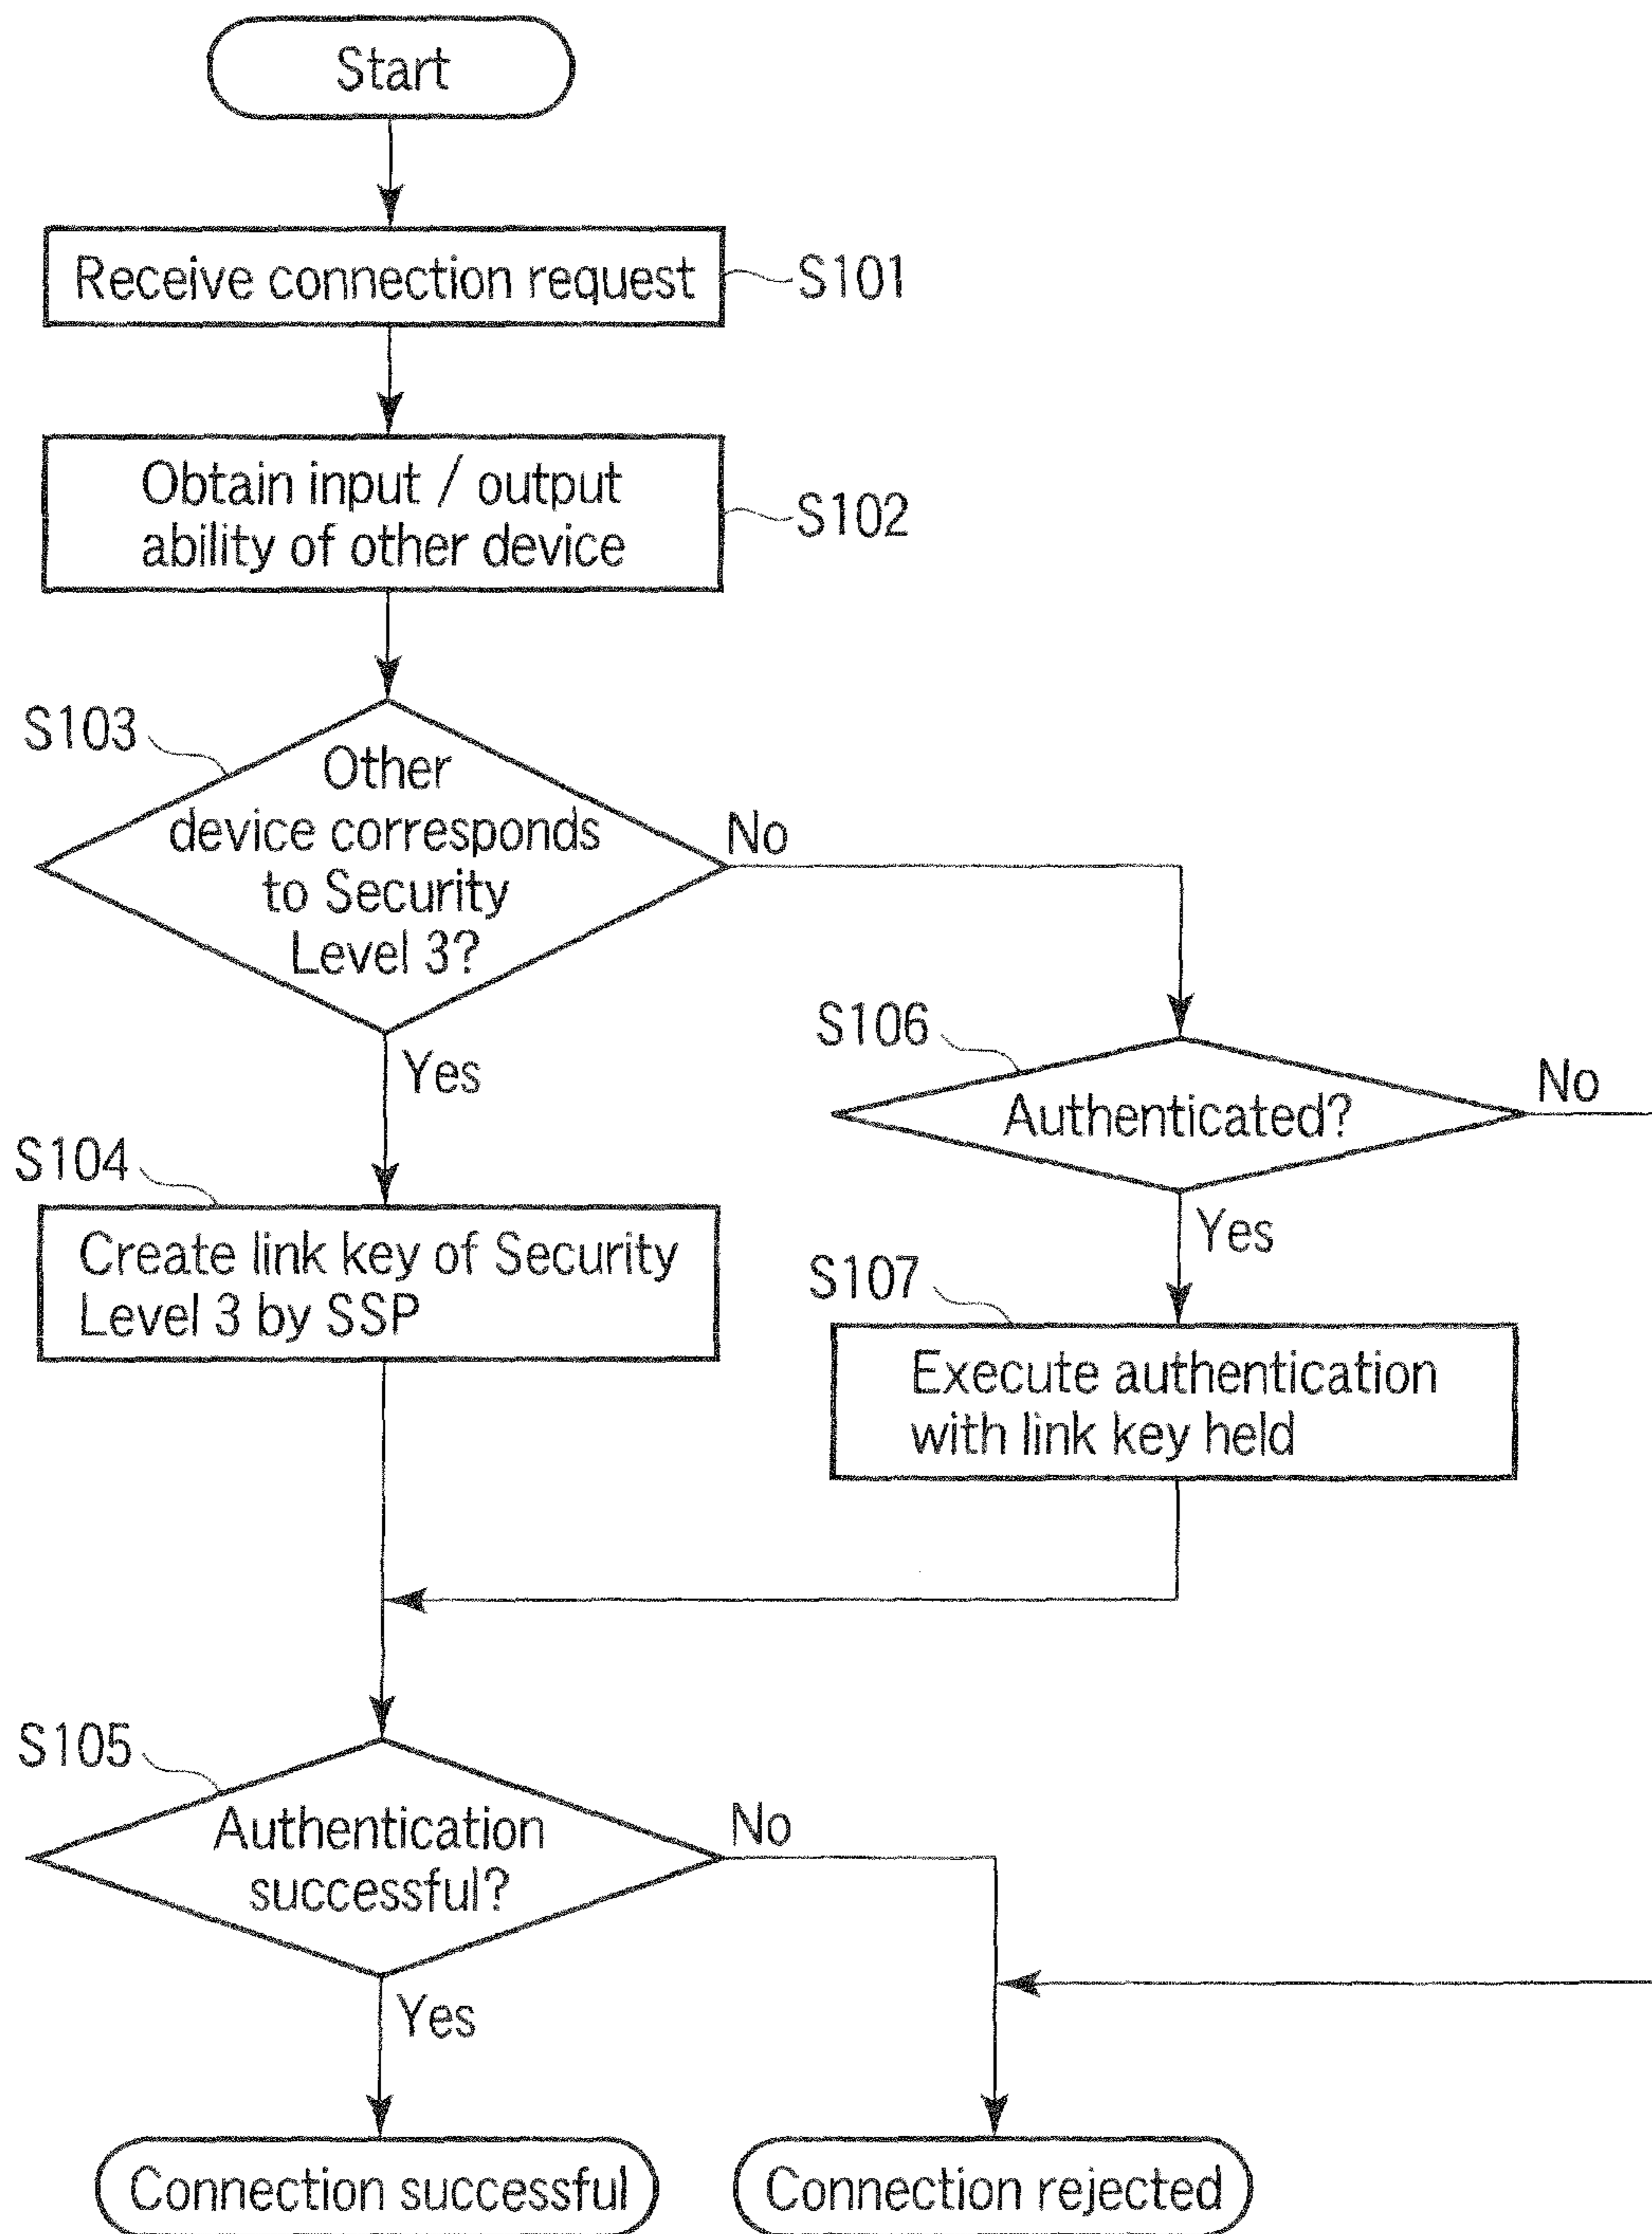 Start
Receive connection request
S101
Obtain input / output
ability of other device
S102
S103
Other
device corresponds
to Security
Level 3?
No
Yes
S106
Authenticated?
No
Yes
S104
Create link key of Security
Level 3 by SSP
S107
Execute authentication
with link key held
S105
Authentication
successful?
No
Yes
Connection successful
Connection rejected